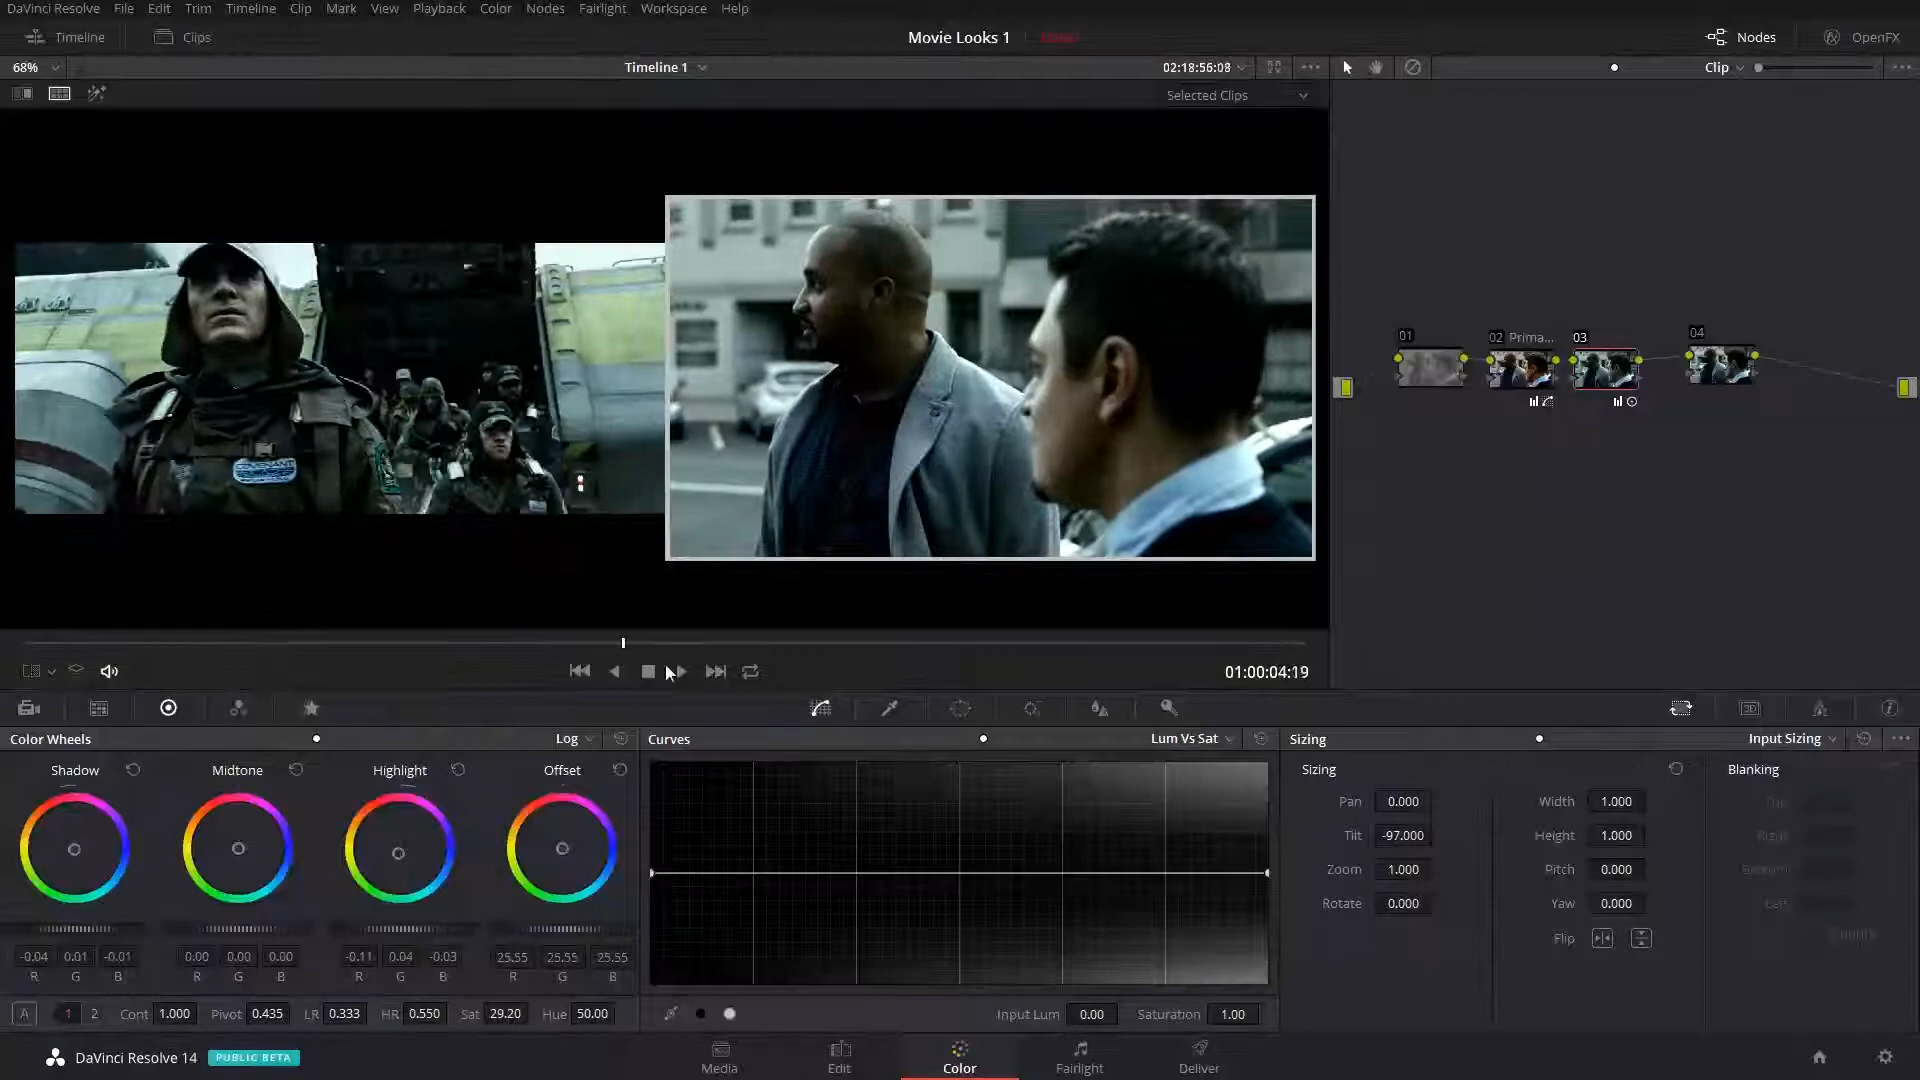 DaVinci Resolve File Edit Trim Timeline Clip Mark View Playback Color Nodes Fairlight Workspace Help
Timeline Clips Movie Looks 1 Nodes OpenFX
68% Timeline 1 02:18:56:08 Clip
Selected Clips
01 02 Prima... 03 04
01:00:04:19
Color Wheels Log Curves Lum Vs Sat Sizing Input Sizing
Shadow Midtone Highlight Offset Sizing Blanking
Pan 0.000 Width 1.000
Tilt -97.000 Height 1.000
Zoom 1.000 Pitch 0.000
Rotate 0.000 Yaw 0.000
Flip
-0.04 0.01 -0.01 0.00 0.00 0.00 -0.11 0.04 -0.03 25.55 25.55 25.55
R G B R G B R G B R G B
A 1 2 Cont 1.000 Pivot 0.435 LR 0.333 HR 0.550 Sat 29.20 Hue 50.00 Input Lum 0.00 Saturation 1.00
DaVinci Resolve 14 PUBLIC BETA
Media Edit Color Fairlight Deliver